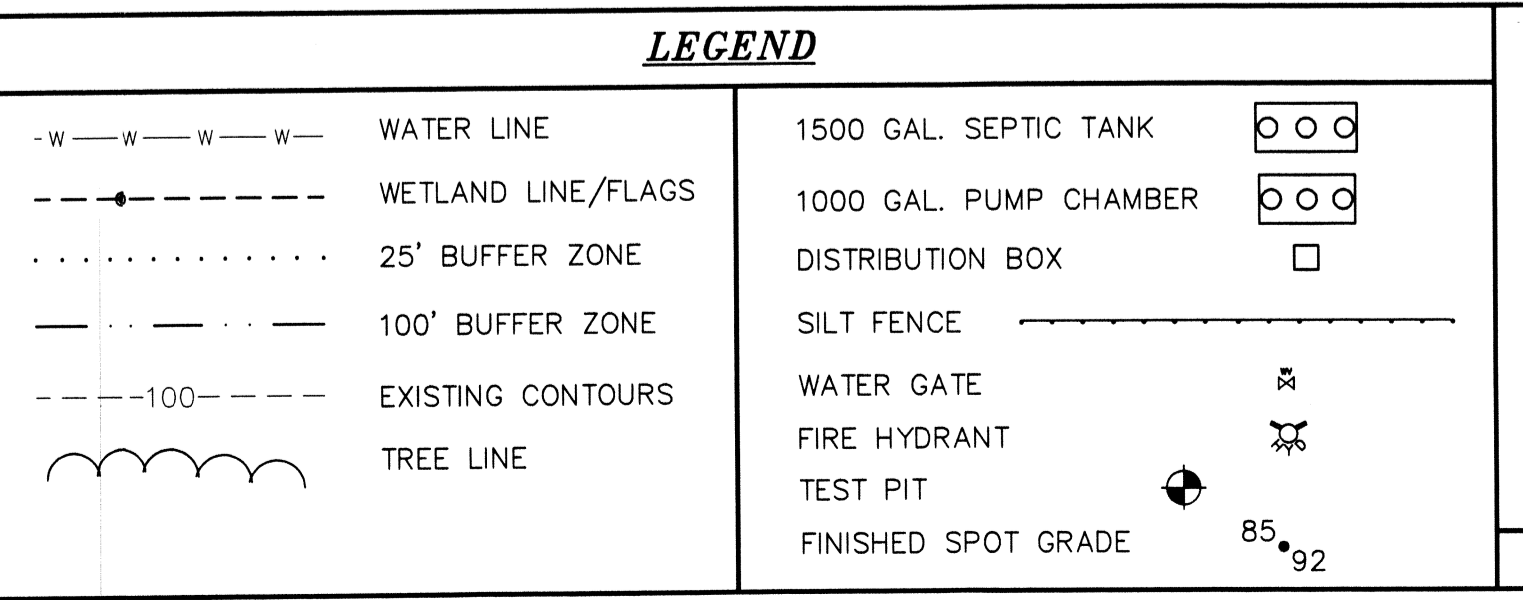 LEGEND
- W — W — W — W — WATER LINE
WETLAND LINE/FLAGS
25' BUFFER ZONE
100' BUFFER ZONE
100 EXISTING CONTOURS
TREE LINE
1500 GAL. SEPTIC TANK
1000 GAL. PUMP CHAMBER
DISTRIBUTION BOX
SILT FENCE
WATER GATE
FIRE HYDRANT
TEST PIT
FINISHED SPOT GRADE 85.92